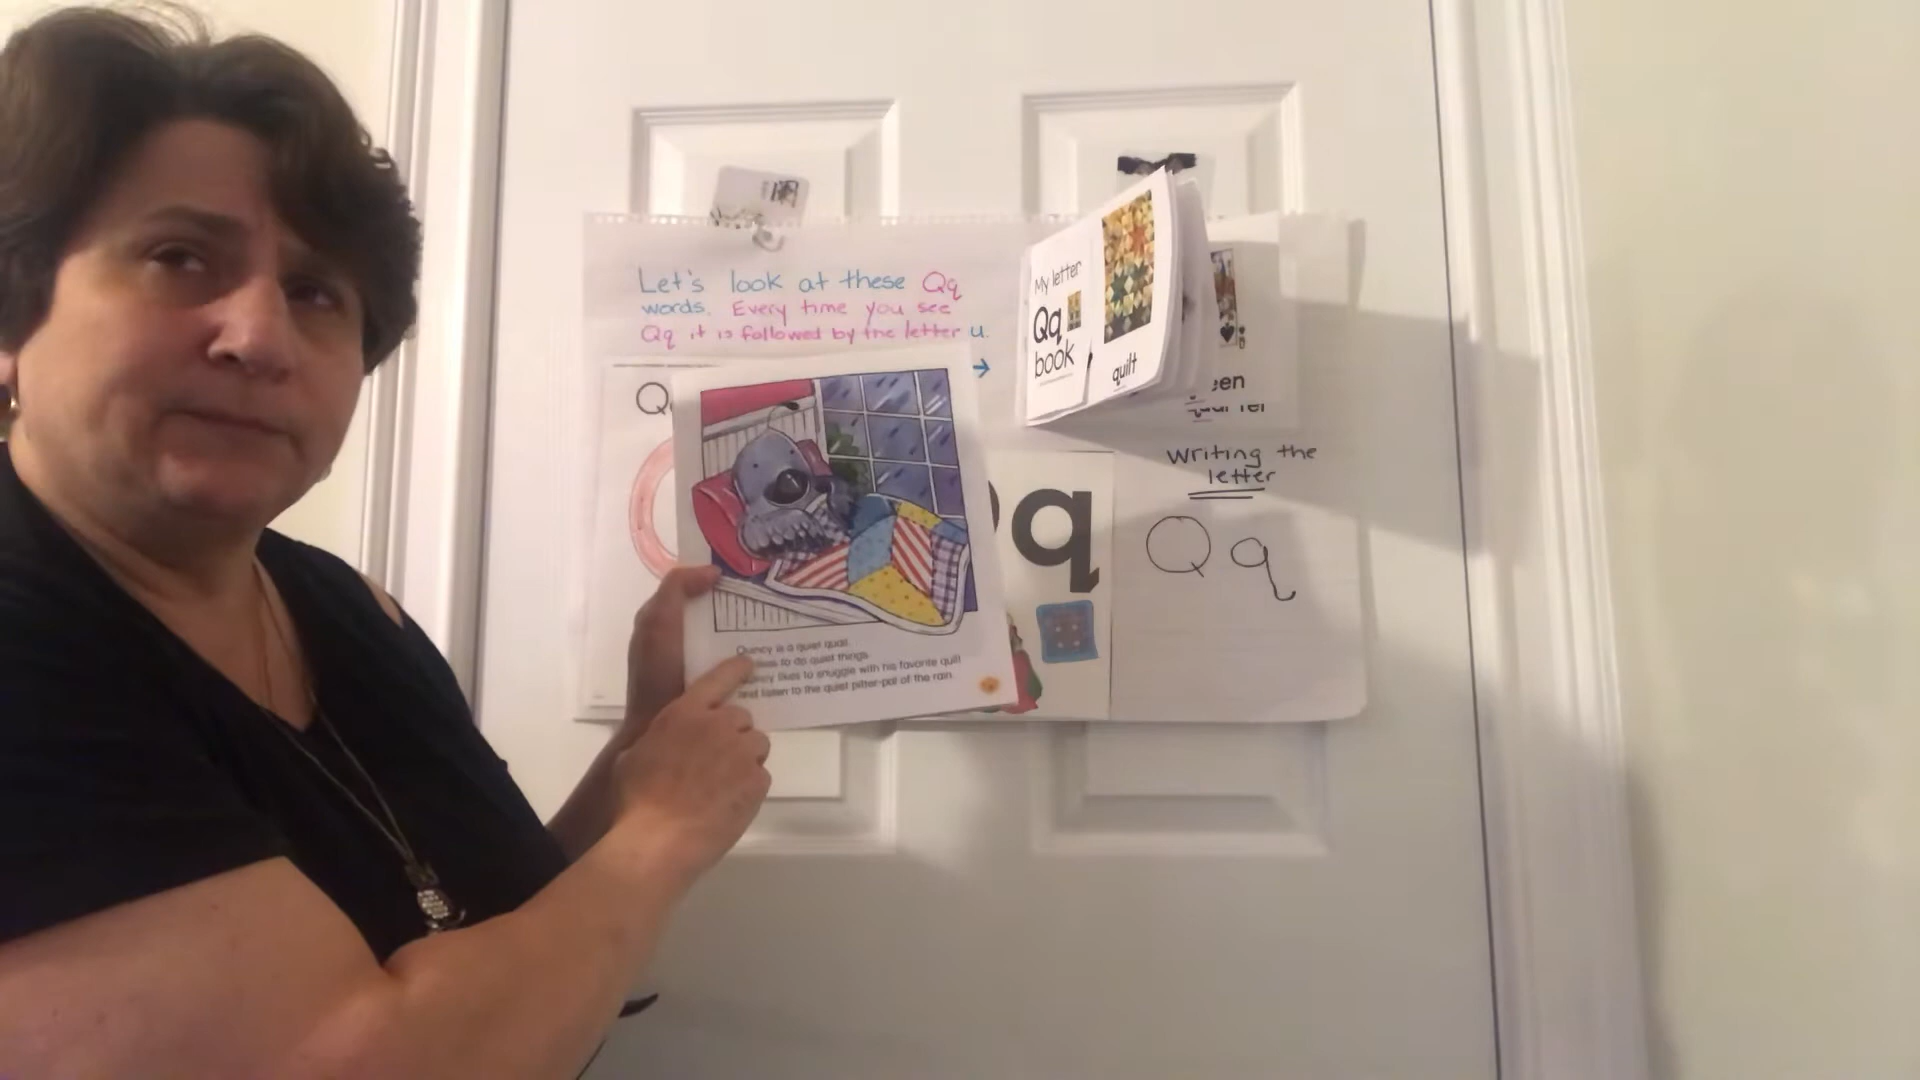 Let's look at these Qq
words. Every time you see
Qq it is followed by the letter u.
→
My letter
Qq
book
quilt
een
Q
Quincy is a quiet quail.
likes to do quiet things.
Quincy likes to snuggle with his favorite quilt
and listen to the quiet pitter-pat of the rain.
q
Writing the
letter
Q q